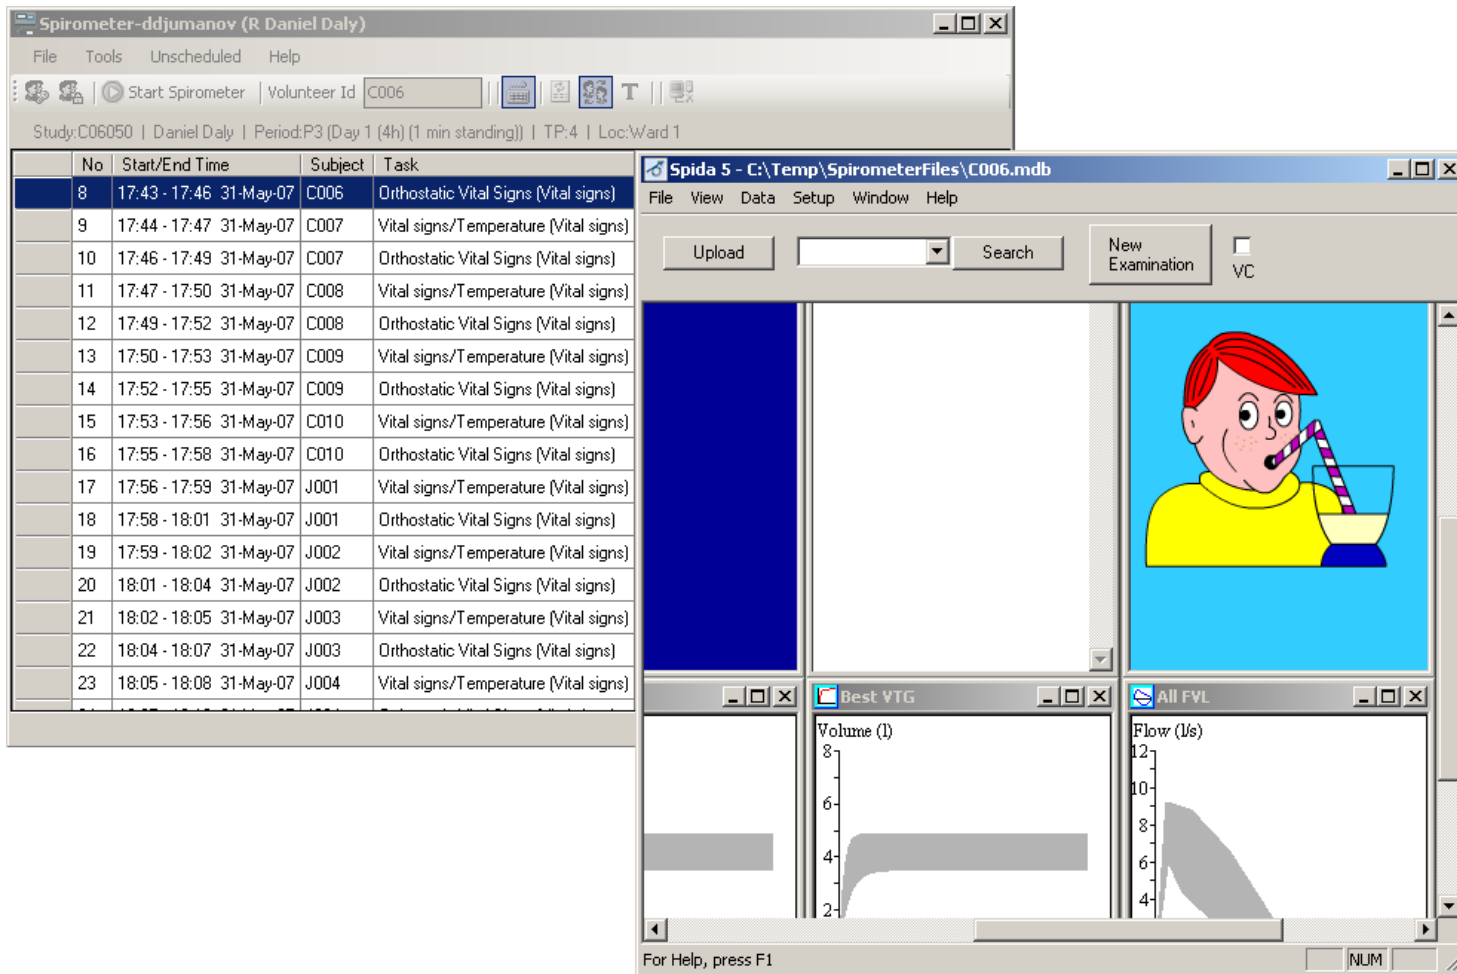 Spirometer-ddjumanov (R Daniel Daly)
File Tools Unscheduled Help
Start Spirometer Volunteer Id C006 T
Study:C06050 | Daniel Daly | Period:P3 (Day 1 (4h) (1 min standing)) | TP:4 | Loc:Ward 1
No Start/End Time Subject Task
8 17:43 - 17:46 31-May-07 C006 Orthostatic Vital Signs (Vital signs)
9 17:44 - 17:47 31-May-07 C007 Vital signs/Temperature (Vital signs)
10 17:46 - 17:49 31-May-07 C007 Orthostatic Vital Signs (Vital signs)
11 17:47 - 17:50 31-May-07 C008 Vital signs/Temperature (Vital signs)
12 17:49 - 17:52 31-May-07 C008 Orthostatic Vital Signs (Vital signs)
13 17:50 - 17:53 31-May-07 C009 Vital signs/Temperature (Vital signs)
14 17:52 - 17:55 31-May-07 C009 Orthostatic Vital Signs (Vital signs)
15 17:53 - 17:56 31-May-07 C010 Vital signs/Temperature (Vital signs)
16 17:55 - 17:58 31-May-07 C010 Orthostatic Vital Signs (Vital signs)
17 17:56 - 17:59 31-May-07 J001 Vital signs/Temperature (Vital signs)
18 17:58 - 18:01 31-May-07 J001 Orthostatic Vital Signs (Vital signs)
19 17:59 - 18:02 31-May-07 J002 Vital signs/Temperature (Vital signs)
20 18:01 - 18:04 31-May-07 J002 Orthostatic Vital Signs (Vital signs)
21 18:02 - 18:05 31-May-07 J003 Vital signs/Temperature (Vital signs)
22 18:04 - 18:07 31-May-07 J003 Orthostatic Vital Signs (Vital signs)
23 18:05 - 18:08 31-May-07 J004 Vital signs/Temperature (Vital signs)
Spida 5 - C:\Temp\SpirometerFiles\C006.mdb
File View Data Setup Window Help
Upload Search
New
Examination
VC
Best VTG
Volume (l)
8
6
4
2
All FVL
Flow (l/s)
12
10
8
6
4
For Help, press F1
NUM